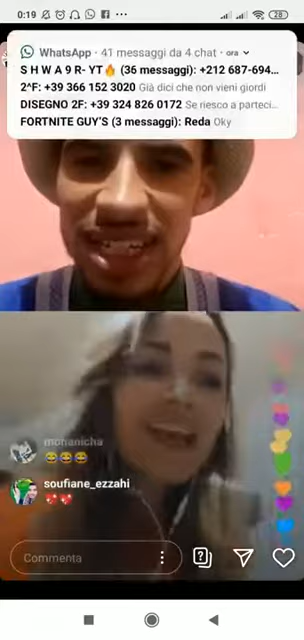 0:19
28
WhatsApp · 41 messaggi da 4 chat · ora
S H W A 9 R- YT🔥 (36 messaggi): +212 687-694...
2^F: +39 366 152 3020 Già dici che non vieni giordi
DISEGNO 2F: +39 324 826 0172 Se riesco a parteci...
FORTNITE GUY'S (3 messaggi): Reda Oky
monanicha
😂😂😂
soufiane_ezzahi
💖💖
Commenta